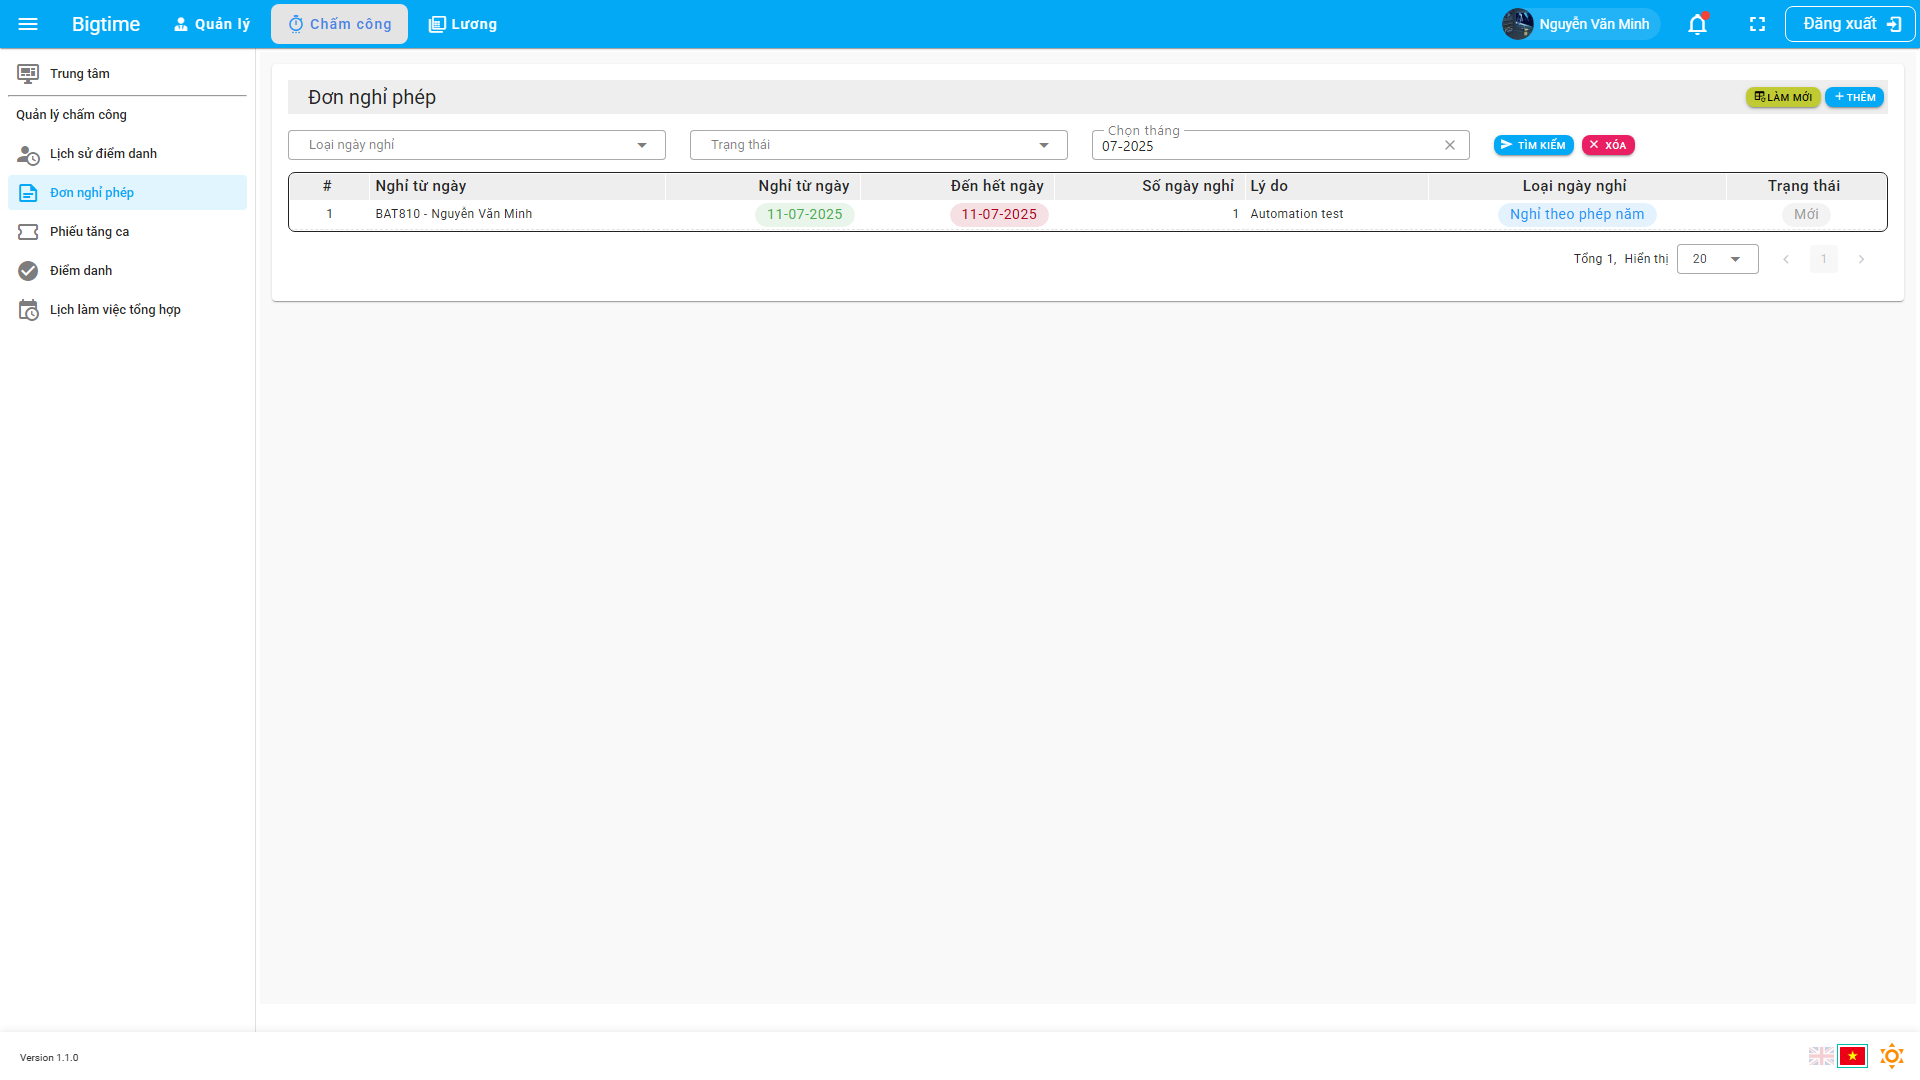 Bigtime Quản lý Chấm công Lương Nguyễn Văn Minh Đăng xuất
Trung tâm
Quản lý chấm công
Lịch sử điểm danh
Đơn nghỉ phép
Phiếu tăng ca
Điểm danh
Lịch làm việc tổng hợp
Đơn nghỉ phép LÀM MỚI THÊM
Loại ngày nghỉ Trạng thái Chọn tháng 07-2025 TÌM KIẾM XÓA
# Nghỉ từ ngày Nghỉ từ ngày Đến hết ngày Số ngày nghỉ Lý do Loại ngày nghỉ Trạng thái
1 BAT810 - Nguyễn Văn Minh 11-07-2025 11-07-2025 1 Automation test Nghỉ theo phép năm Mới
Tổng 1, Hiển thị 20 1
Version 1.1.0